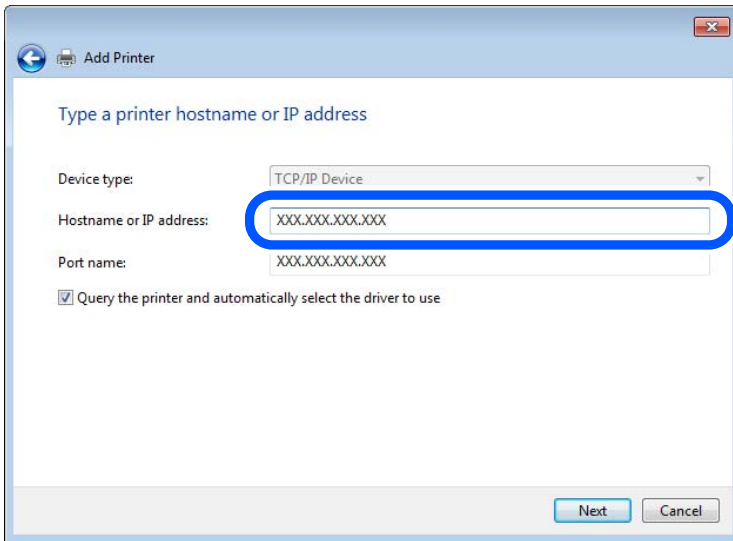 Add Printer
Type a printer hostname or IP address
Device type: TCP/IP Device
Hostname or IP address: XXX.XXX.XXX.XXX
Port name: XXX.XXX.XXX.XXX
Query the printer and automatically select the driver to use
Next Cancel